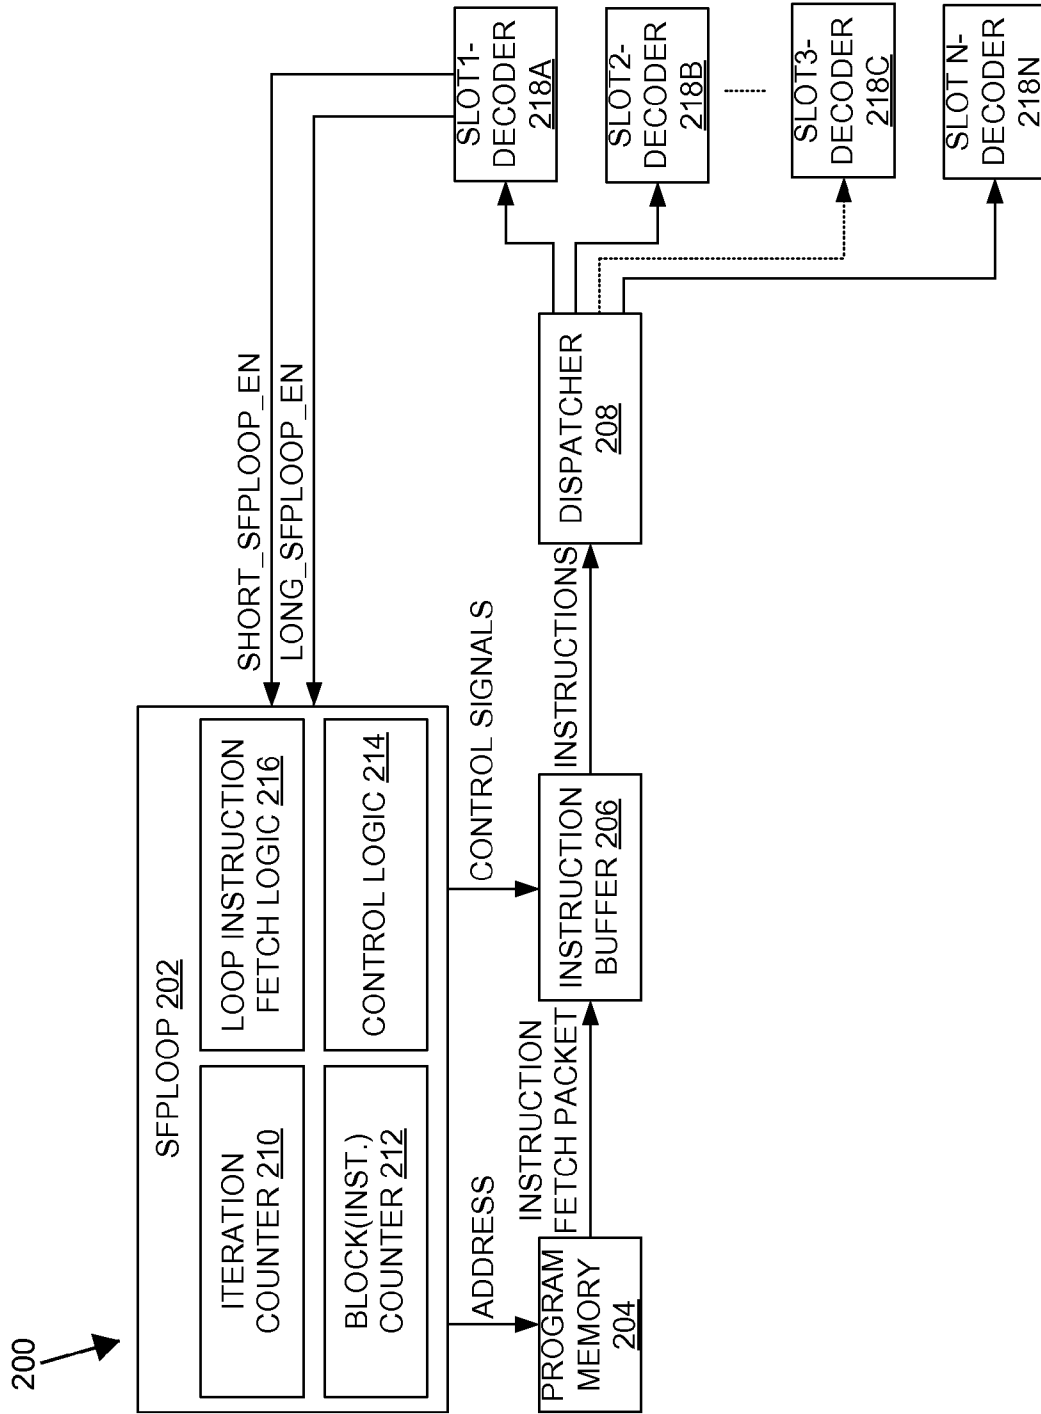 200
SFPLOOP 202
ITERATION
COUNTER 210
LOOP INSTRUCTION
FETCH LOGIC 216
BLOCK(INST.)
COUNTER 212
CONTROL LOGIC 214
SHORT_SFPLOOP_EN
LONG_SFPLOOP_EN
ADDRESS
CONTROL SIGNALS
PROGRAM
MEMORY
204
INSTRUCTION
FETCH PACKET
INSTRUCTION
BUFFER 206
INSTRUCTIONS
DISPATCHER
208
SLOT1-
DECODER
218A
SLOT2-
DECODER
218B
SLOT3-
DECODER
218C
SLOT N-
DECODER
218N